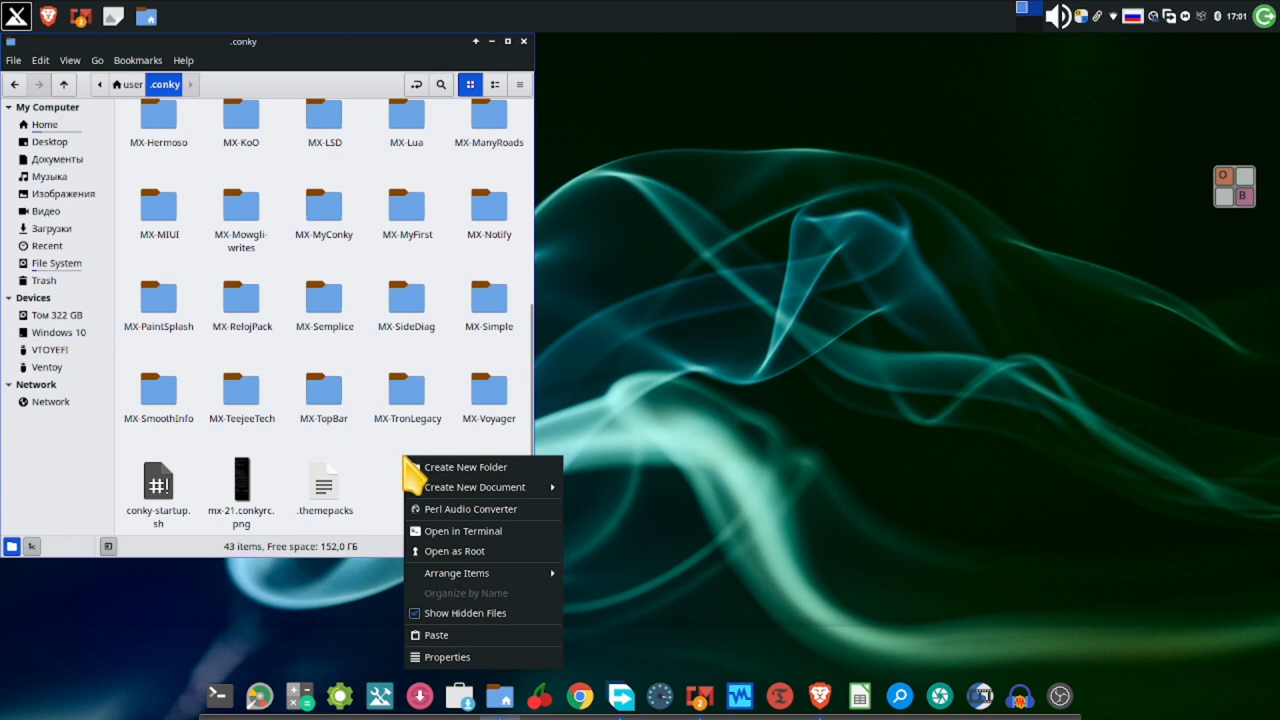 2
17:01
.conky
File Edit View Go Bookmarks Help
user .conky
My Computer
Home
Desktop
Документы
Музыка
Изображения
Видео
Загрузки
Recent
File System
Trash
Devices
Том 322 GB
Windows 10
VTOYEFI
Ventoy
Network
Network
MX-Hermoso MX-KoO MX-LSD MX-Lua MX-ManyRoads
MX-MIUI MX-Mowgli- MX-MyConky MX-MyFirst MX-Notify
writes
MX-PaintSplash MX-RelojPack MX-Semplice MX-SideDiag MX-Simple
MX-SmoothInfo MX-TeejeeTech MX-TopBar MX-TronLegacy MX-Voyager
#!
conky-startup. mx-21.conkyrc. .themepacks
sh png
43 items, Free space: 152,0 ГБ
Create New Folder
Create New Document
Perl Audio Converter
Open in Terminal
Open as Root
Arrange Items
Organize by Name
Show Hidden Files
Paste
Properties
O
B
2